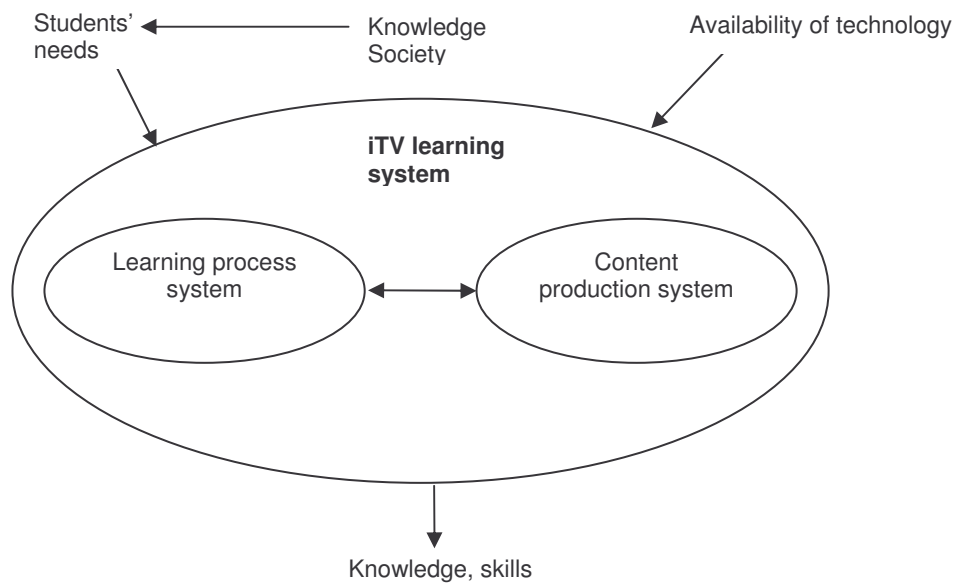 Students’
needs
Knowledge
Society
Availability of technology
iTV learning
system
Learning process
system
Content
production system
Knowledge, skills